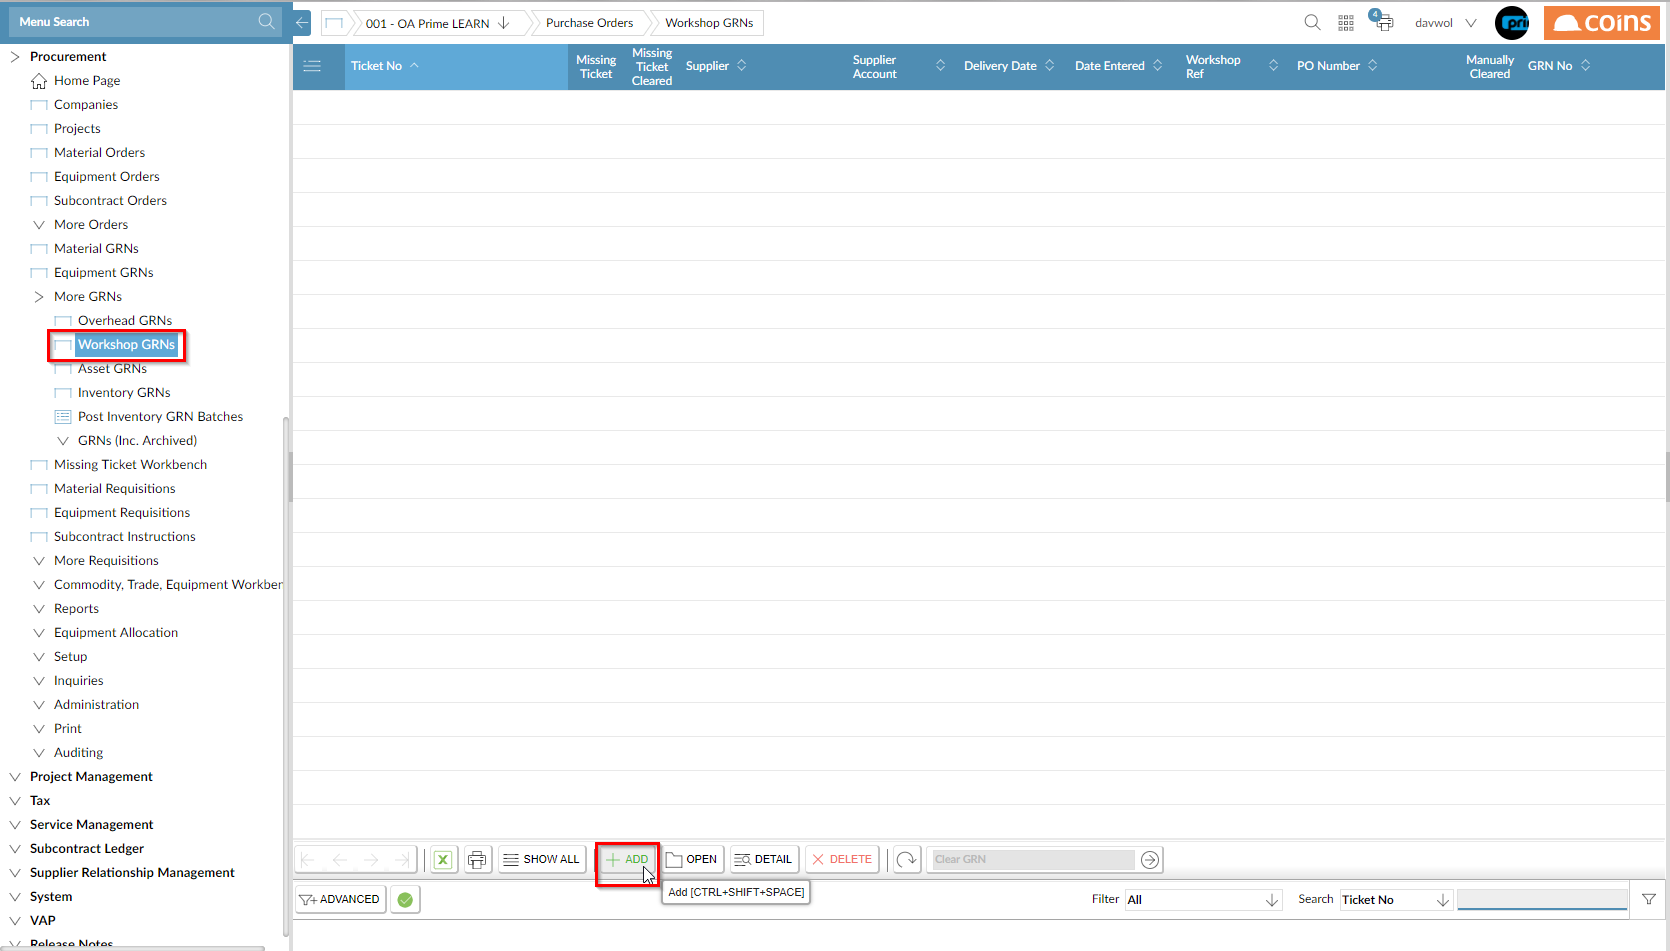 Menu Search
001 - OA Prime LEARN
Purchase Orders
Workshop GRNs
4
davwol
pri
coins
Procurement
Home Page
Companies
Projects
Material Orders
Equipment Orders
Subcontract Orders
More Orders
Material GRNs
Equipment GRNs
More GRNs
Overhead GRNs
Workshop GRNs
Asset GRNs
Inventory GRNs
Post Inventory GRN Batches
GRNs (Inc. Archived)
Missing Ticket Workbench
Material Requisitions
Equipment Requisitions
Subcontract Instructions
More Requisitions
Commodity, Trade, Equipment Workben
Reports
Equipment Allocation
Setup
Inquiries
Administration
Print
Auditing
Project Management
Tax
Service Management
Subcontract Ledger
Supplier Relationship Management
System
VAP
Release Notes
Ticket No
Missing Ticket
Missing Ticket Cleared
Supplier
Supplier Account
Delivery Date
Date Entered
Workshop Ref
PO Number
Manually Cleared
GRN No
SHOW ALL
ADD
OPEN
DETAIL
DELETE
Clear GRN
Add [CTRL+SHIFT+SPACE]
ADVANCED
Filter
All
Search
Ticket No